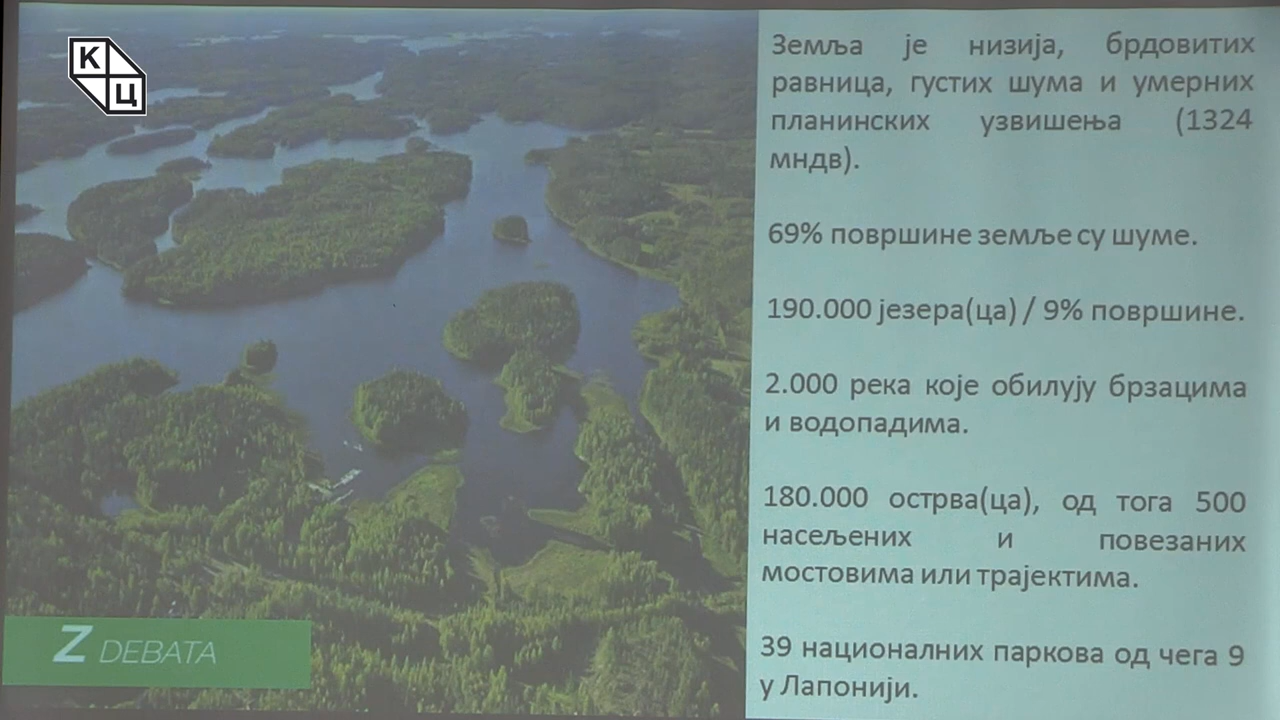 К
Ц
Земља је низија, брдовитих
равница, густих шума и умерних
планинских узвишења (1324
мндв).
69% површине земље су шуме.
190.000 језера(ца) / 9% површине.
2.000 река које обилују брзацима
и водопадима.
180.000 острва(ца), од тога 500
насељених и повезаних
мостовима или трајектима.
39 националних паркова од чега 9
у Лапонији.
Z DEBATA